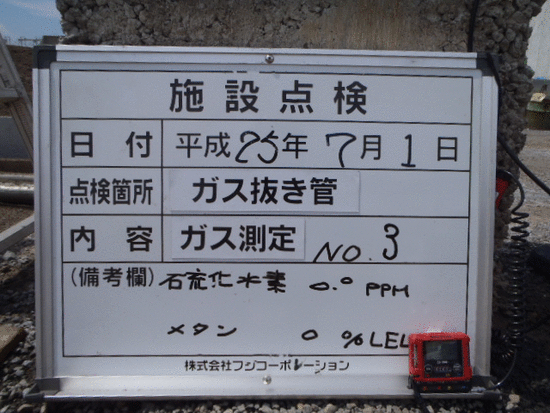 施設点検
日付 平成25年7月1日
点検箇所 ガス抜き管
内容 ガス測定 NO.3
(備考欄) 石硫化水素 0.0 PPM
メタン 0 %LEL
株式会社フジコーポレーション